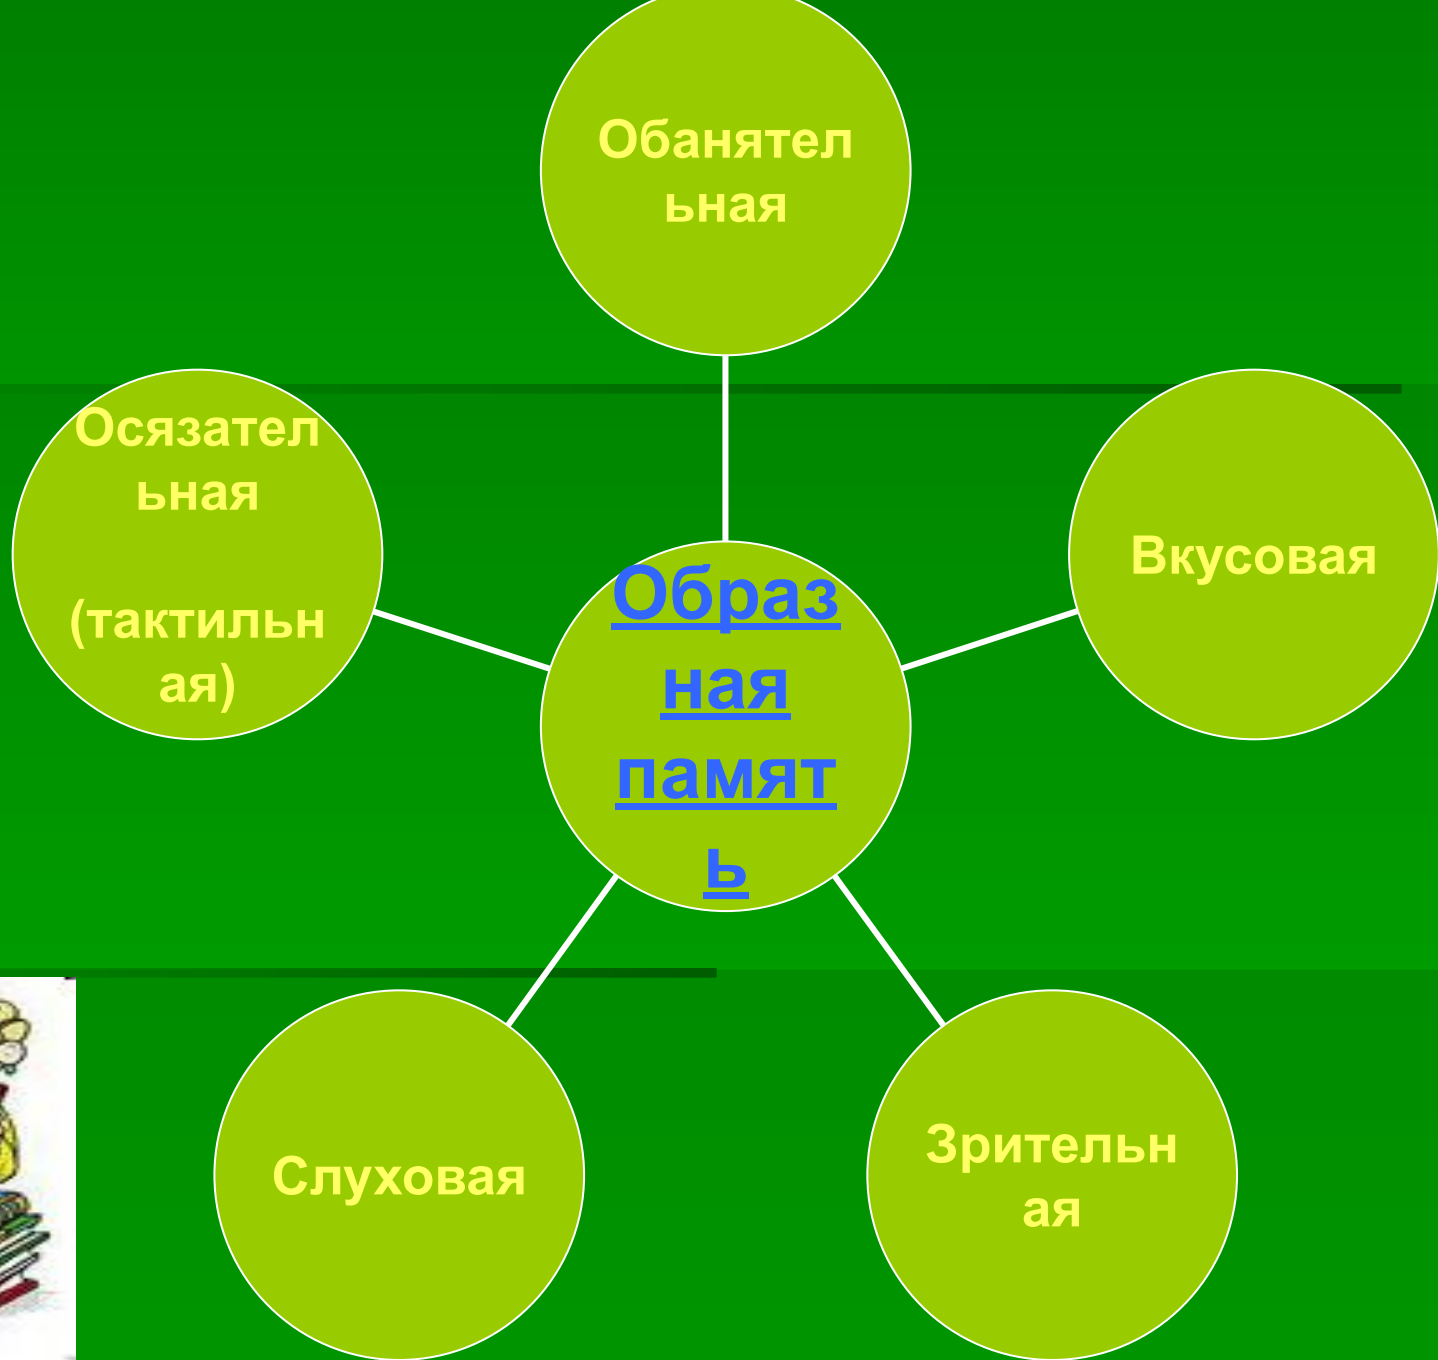 Обанятел
ьная
Осязател
ьная
(тактильн
ая)
Вкусовая
Образ
ная
памят
ь
Слуховая
Зрительн
ая